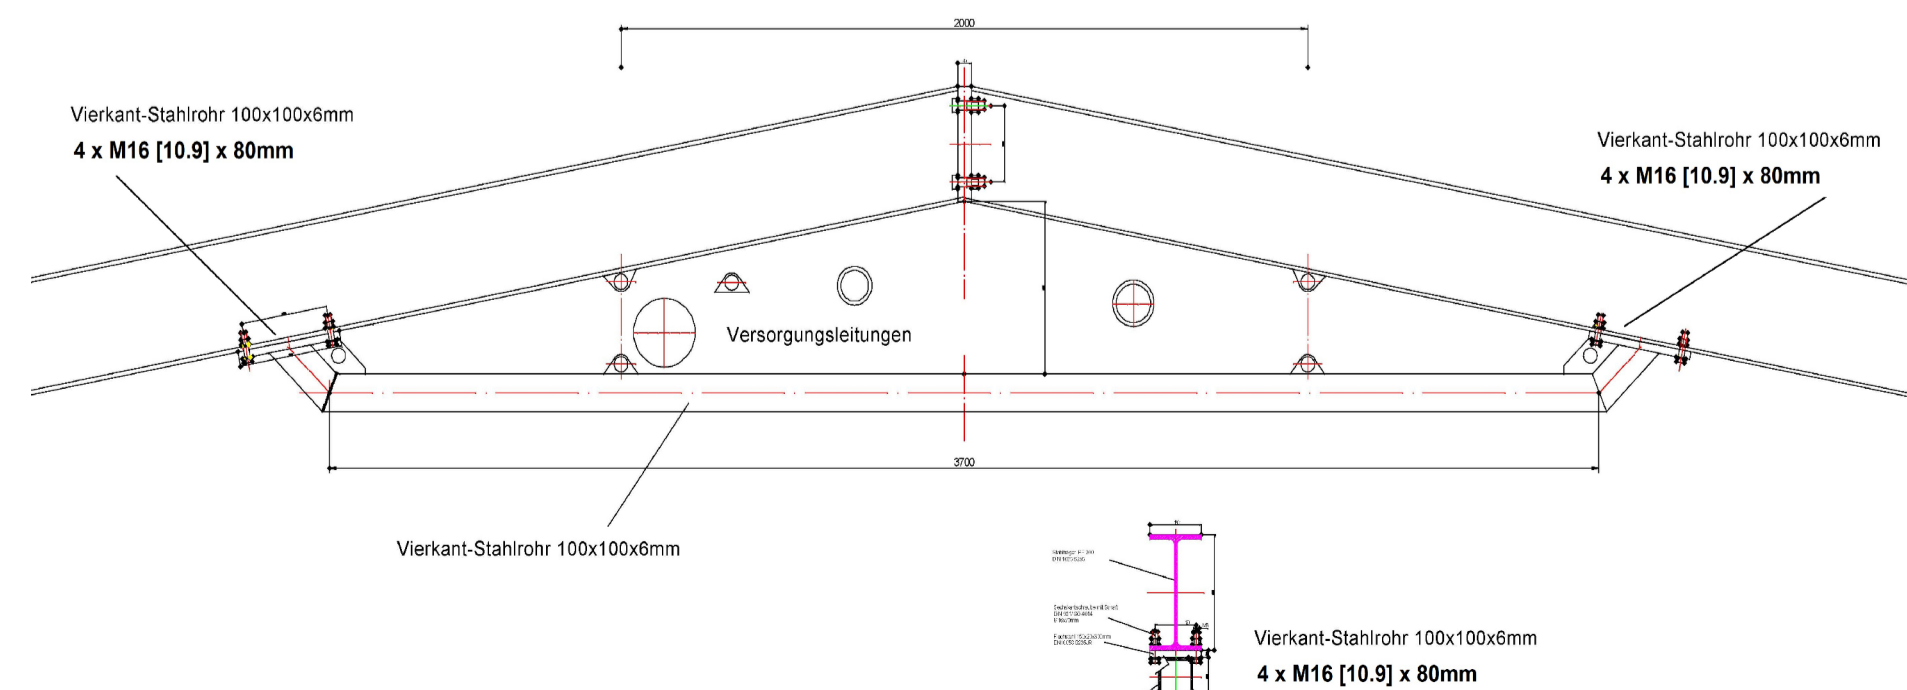 2000
Vierkant-Stahlrohr 100x100x6mm
4 x M16 [10.9] x 80mm
Vierkant-Stahlrohr 100x100x6mm
4 x M16 [10.9] x 80mm
Versorgungsleitungen
3700
Vierkant-Stahlrohr 100x100x6mm
Vierkant-Stahlrohr 100x100x6mm
4 x M16 [10.9] x 80mm